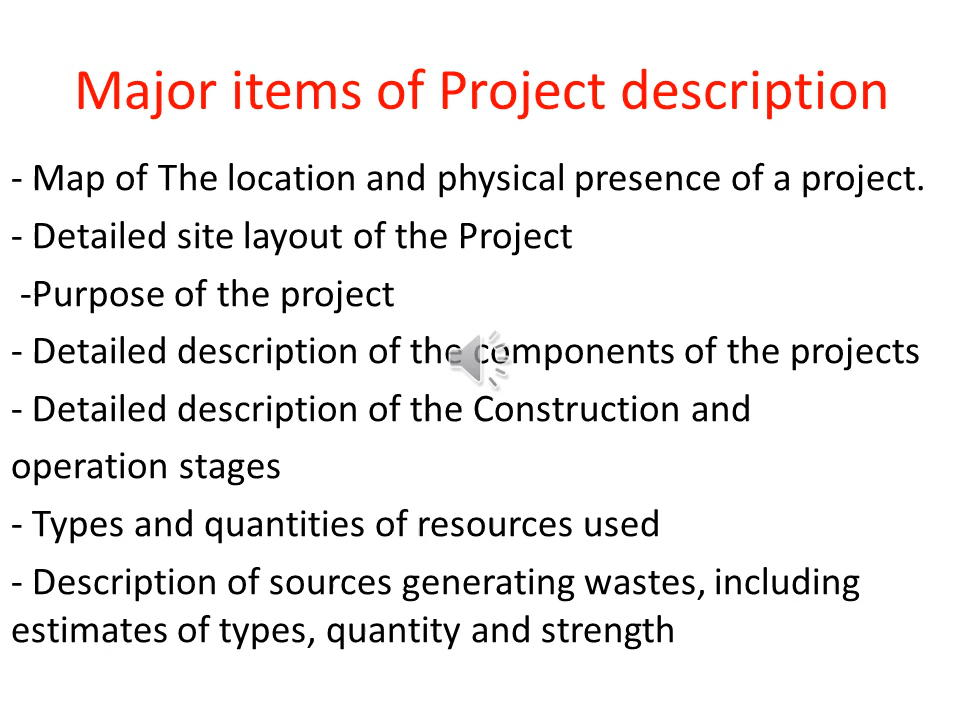 Major items of Project description
- Map of The location and physical presence of a project.
- Detailed site layout of the Project
-Purpose of the project
- Detailed description of the components of the projects
- Detailed description of the Construction and
operation stages
- Types and quantities of resources used
- Description of sources generating wastes, including
estimates of types, quantity and strength